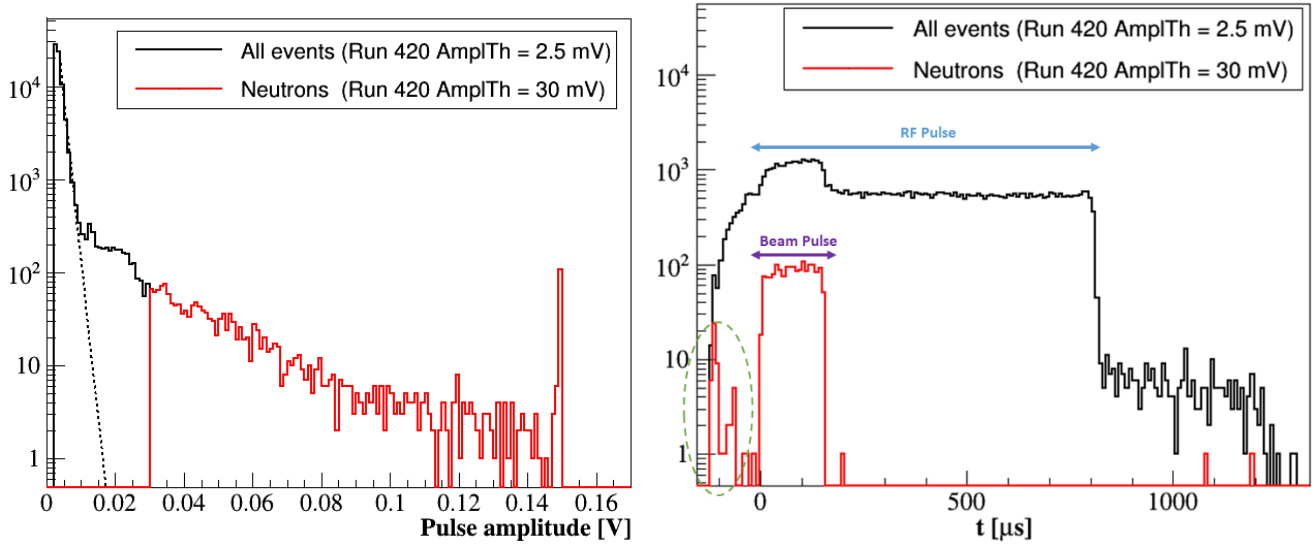 All events (Run 420 AmplTh = 2.5 mV)
Neutrons (Run 420 AmplTh = 30 mV)
10⁴
10³
10²
10
1
0 0.02 0.04 0.06 0.08 0.1 0.12 0.14 0.16
Pulse amplitude [V]
All events (Run 420 AmplTh = 2.5 mV)
Neutrons (Run 420 AmplTh = 30 mV)
10⁴
RF Pulse
10³
Beam Pulse
10²
10
1
0 500 1000
t [μs]